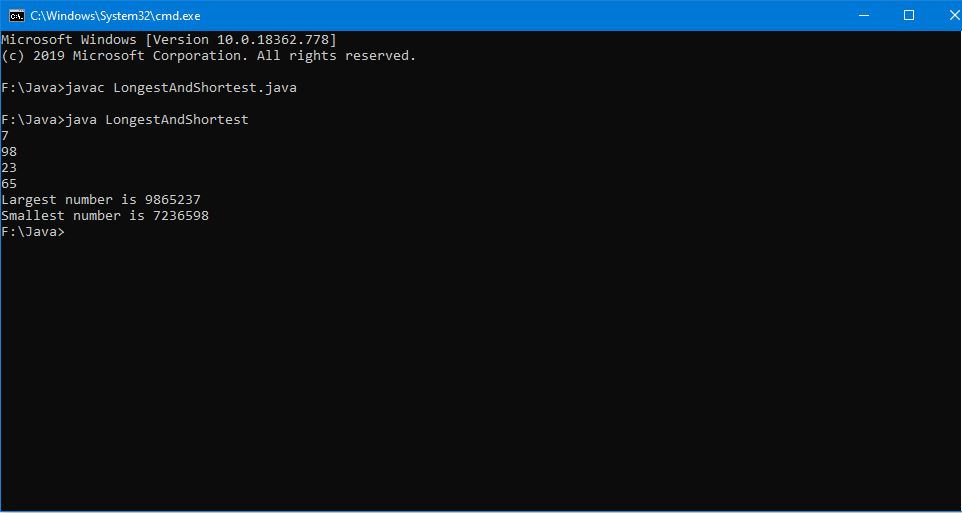 C:\Windows\System32\cmd.exe
Microsoft Windows [Version 10.0.18362.778]
(c) 2019 Microsoft Corporation. All rights reserved.
F:\Java>javac LongestAndShortest.java
F:\Java>java LongestAndShortest
7
98
23
65
Largest number is 9865237
Smallest number is 7236598
F:\Java>